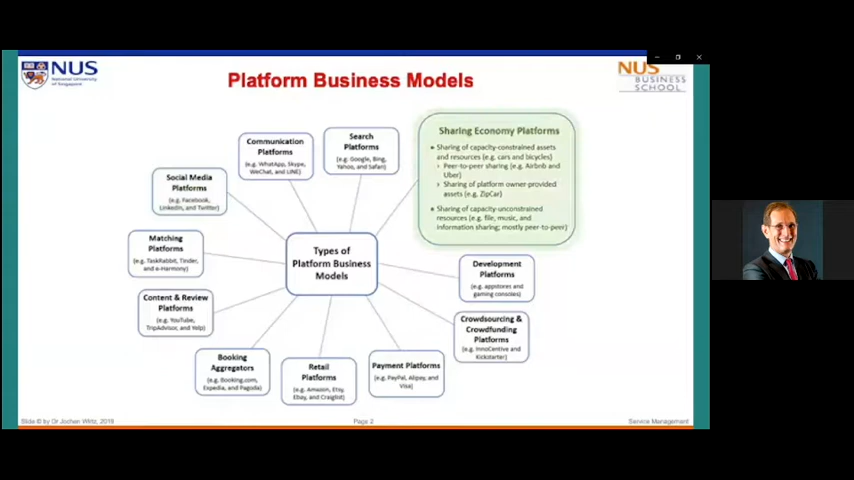 NUS
National University
of Singapore
Platform Business Models
NUS
BUSINESS
SCHOOL
Sharing Economy Platforms
• Sharing of capacity-constrained assets
and resources (e.g. cars and bicycles)
› Peer-to-peer sharing (e.g. Airbnb and
Uber)
› Sharing of platform owner-provided
assets (e.g. ZipCar)
• Sharing of capacity-unconstrained
resources (e.g. file, music, and
information sharing; mostly peer-to-peer)
Search
Platforms
(e.g. Google, Bing,
Yahoo, and Safari)
Communication
Platforms
(e.g. WhatsApp, Skype,
WeChat, and LINE)
Social Media
Platforms
(e.g. Facebook,
LinkedIn, and Twitter)
Matching
Platforms
(e.g. TaskRabbit, Tinder,
and e-Harmony)
Content & Review
Platforms
(e.g. YouTube,
TripAdvisor, and Yelp)
Types of
Platform Business
Models
Development
Platforms
(e.g. appstores and
gaming consoles)
Crowdsourcing &
Crowdfunding
Platforms
(e.g. InnoCentive and
Kickstarter)
Booking
Aggregators
(e.g. Booking.com,
Expedia, and Pagoda)
Retail
Platforms
(e.g. Amazon, Etsy,
Ebay, and Craiglist)
Payment Platforms
(e.g. PayPal, Alipay, and
Visa)
Slide © by Dr Jochen Wirtz, 2019
Page 2
Service Management